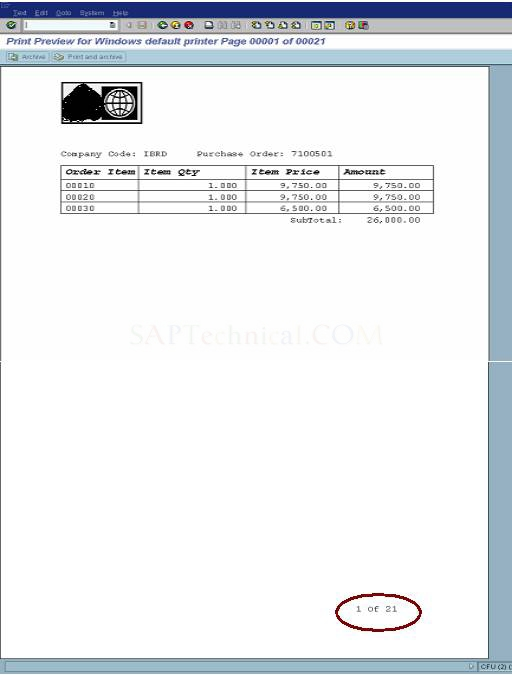 Text Edit Goto System Help
Print Preview for Windows default printer Page 00001 of 00021
Archive Print and archive
Company Code: IBRD Purchase Order: 7100501
Order Item Item Qty Item Price Amount
00010 1.000 9,750.00 9,750.00
00020 1.000 9,750.00 9,750.00
00030 1.000 6,500.00 6,500.00
SubTotal: 26,000.00
SAPTechnical.COM
1 Of 21
CFU (2) (